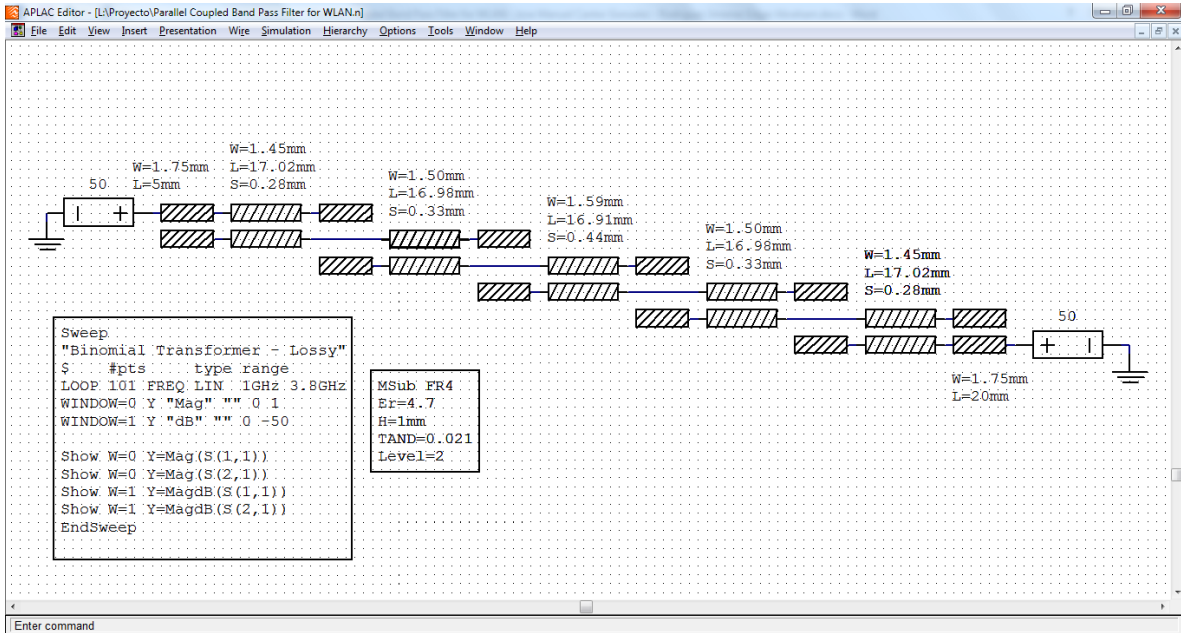 APLAC Editor - [L:\Proyecto\Parallel Coupled Band Pass Filter for WLAN.n]
File Edit View Insert Presentation Wire Simulation Hierarchy Options Tools Window Help
50
W=1.75mm
L=5mm
W=1.45mm
L=17.02mm
S=0.28mm
W=1.50mm
L=16.98mm
S=0.33mm
W=1.59mm
L=16.91mm
S=0.44mm
W=1.50mm
L=16.98mm
S=0.33mm
W=1.45mm
L=17.02mm
S=0.28mm
50
W=1.75mm
L=20mm
Sweep
"Binomial Transformer - Lossy"
$ #pts type range
LOOP 101 FREQ LIN 1GHz 3.8GHz
WINDOW=0 Y "Mag" "" 0 1
WINDOW=1 Y "dB" "" 0 -50
Show W=0 Y=Mag(S(1,1))
Show W=0 Y=Mag(S(2,1))
Show W=1 Y=MagdB(S(1,1))
Show W=1 Y=MagdB(S(2,1))
EndSweep
MSub FR4
Er=4.7
H=1mm
TAND=0.021
Level=2
Enter command